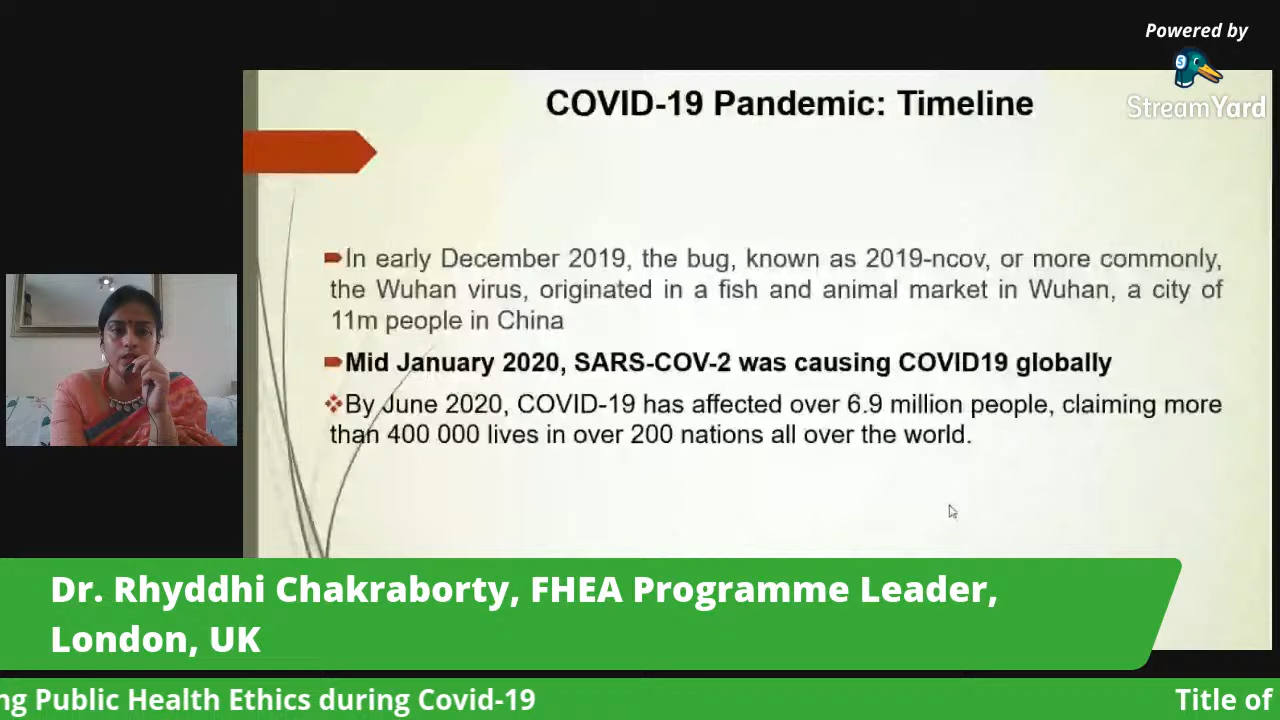 Powered by
StreamYard
COVID-19 Pandemic: Timeline
In early December 2019, the bug, known as 2019-ncov, or more commonly,
the Wuhan virus, originated in a fish and animal market in Wuhan, a city of
11m people in China
Mid January 2020, SARS-COV-2 was causing COVID19 globally
By June 2020, COVID-19 has affected over 6.9 million people, claiming more
than 400 000 lives in over 200 nations all over the world.
Dr. Rhyddhi Chakraborty, FHEA Programme Leader,
London, UK
ng Public Health Ethics during Covid-19
Title of